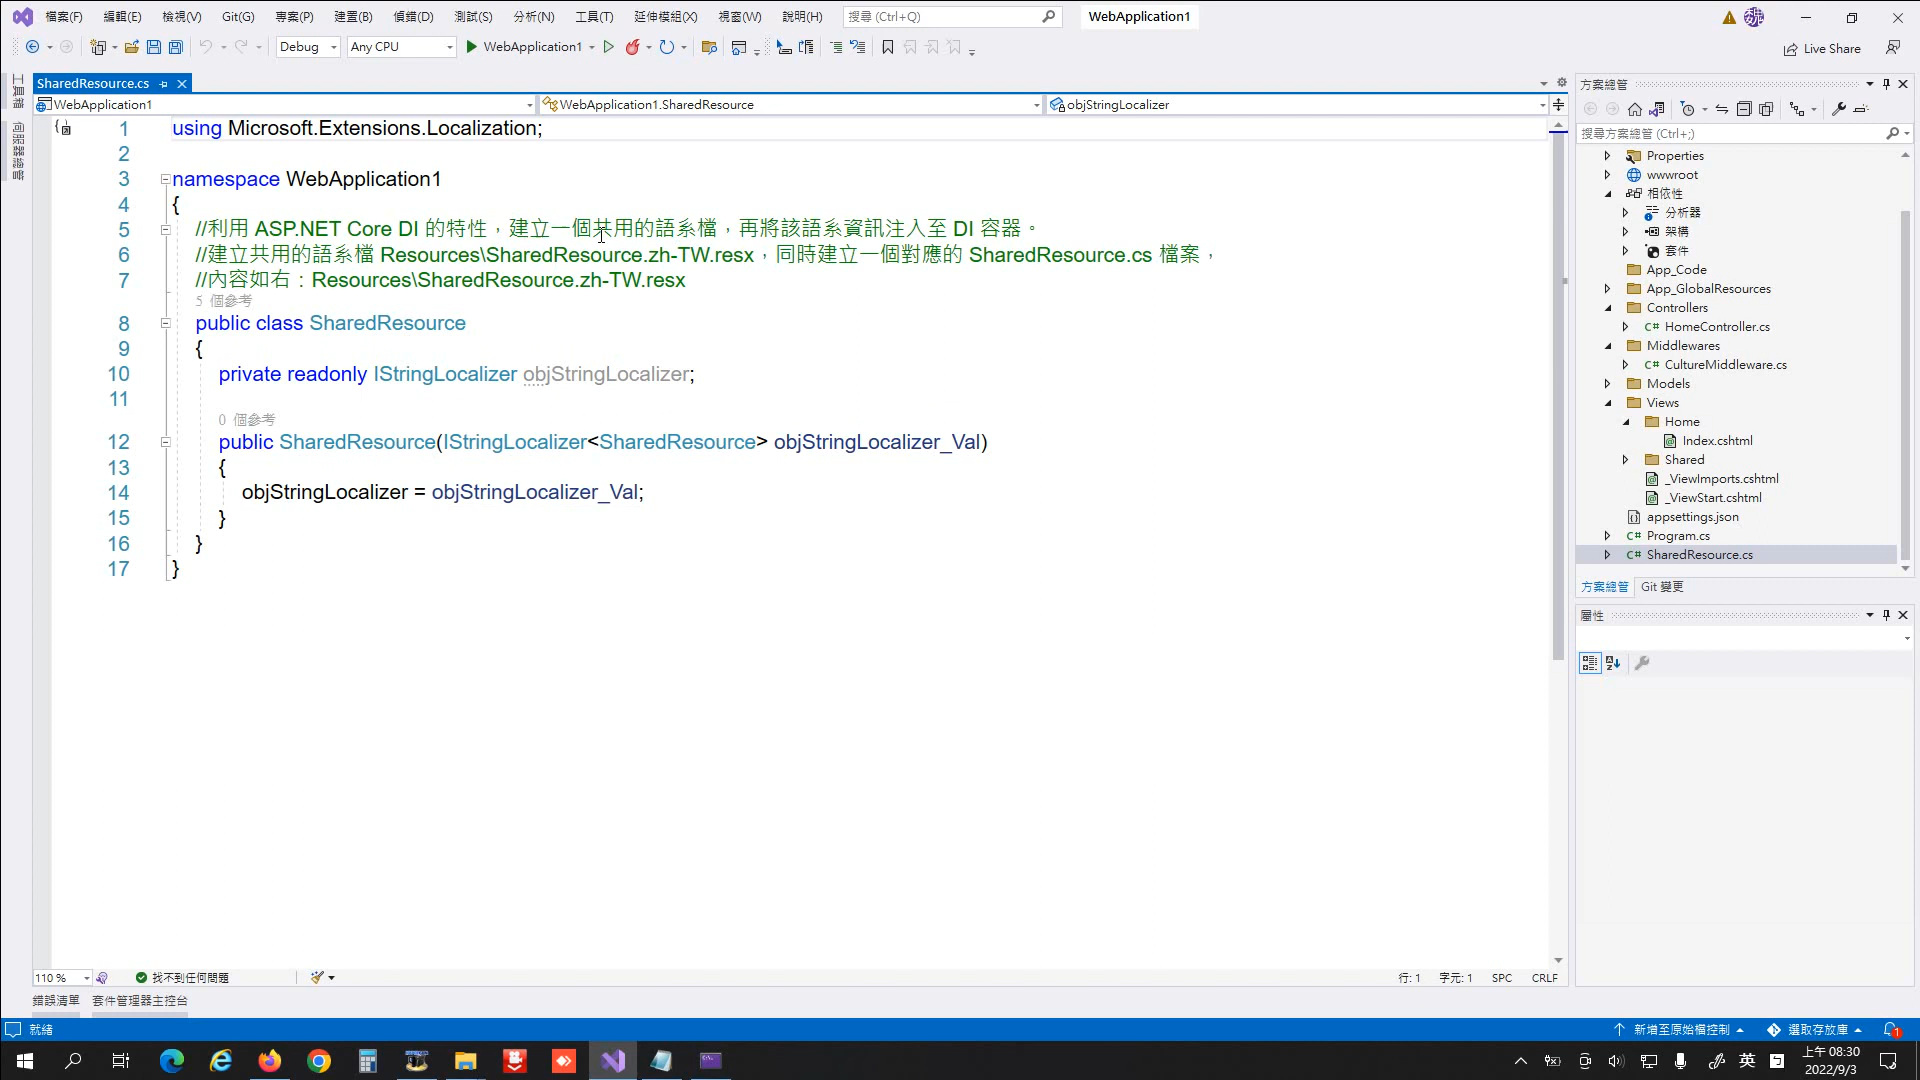 檔案(F) 編輯(E) 檢視(V) Git(G) 專案(P) 建置(B) 偵錯(D) 測試(S) 分析(N) 工具(T) 延伸模組(X) 視窗(W) 說明(H) 搜尋 (Ctrl+Q) WebApplication1
Debug Any CPU WebApplication1 Live Share
工具箱
伺服器總管
SharedResource.cs
WebApplication1 WebApplication1.SharedResource objStringLocalizer
1 using Microsoft.Extensions.Localization;
2
3 namespace WebApplication1
4 {
5 //利用 ASP.NET Core DI 的特性，建立一個共用的語系檔，再將該語系資訊注入至 DI 容器。
6 //建立共用的語系檔 Resources\SharedResource.zh-TW.resx，同時建立一個對應的 SharedResource.cs 檔案，
7 //內容如右：Resources\SharedResource.zh-TW.resx
5 個參考
8 public class SharedResource
9 {
10 private readonly IStringLocalizer objStringLocalizer;
11
0 個參考
12 public SharedResource(IStringLocalizer<SharedResource> objStringLocalizer_Val)
13 {
14 objStringLocalizer = objStringLocalizer_Val;
15 }
16 }
17 }
110 % 找不到任何問題 行: 1 字元: 1 SPC CRLF
錯誤清單 套件管理器主控台
方案總管
搜尋方案總管 (Ctrl+;)
Properties
wwwroot
相依性
分析器
架構
套件
App_Code
App_GlobalResources
Controllers
C# HomeController.cs
Middlewares
C# CultureMiddleware.cs
Models
Views
Home
Index.cshtml
Shared
_ViewImports.cshtml
_ViewStart.cshtml
appsettings.json
C# Program.cs
C# SharedResource.cs
方案總管 Git 變更
屬性
就緒 新增至原始檔控制 選取存放庫 1
英 上午 08:30
2022/9/3